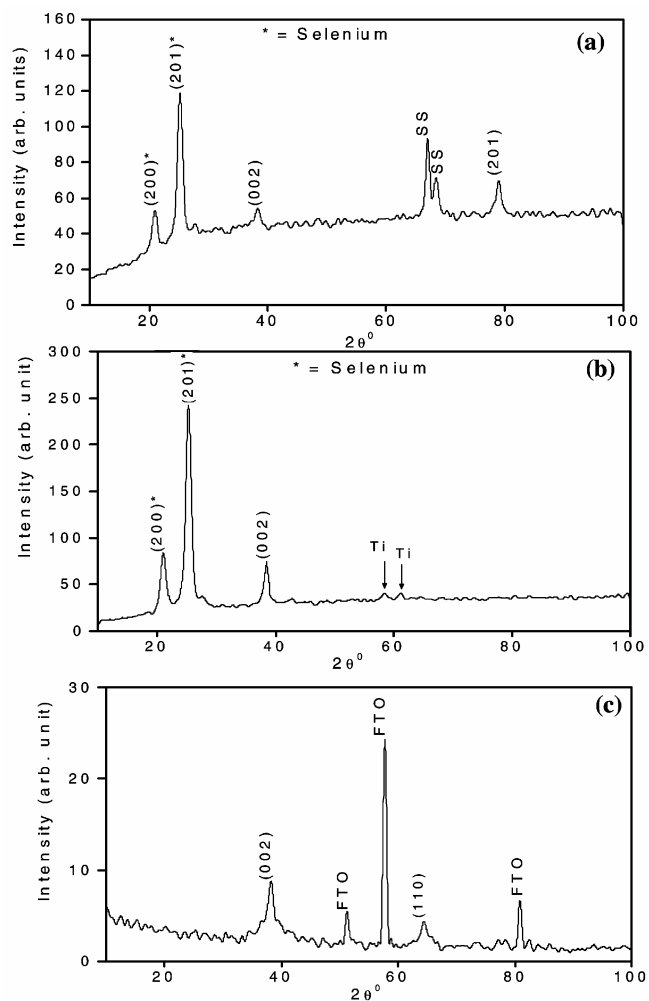 * = Selenium
(a)
Intensity (arb. units)
160
140
120
100
80
60
40
20
0
(200)*
(201)*
(002)
SS
SS
(201)
20
40
60
80
100
2θ⁰
* = Selenium
(b)
Intensity (arb. unit)
300
250
200
150
100
50
0
(200)*
(201)*
(002)
Ti
Ti
20
40
60
80
100
2θ⁰
(c)
Intensity (arb. unit)
30
20
10
0
(002)
FTO
FTO
(110)
FTO
20
40
60
80
100
2θ⁰